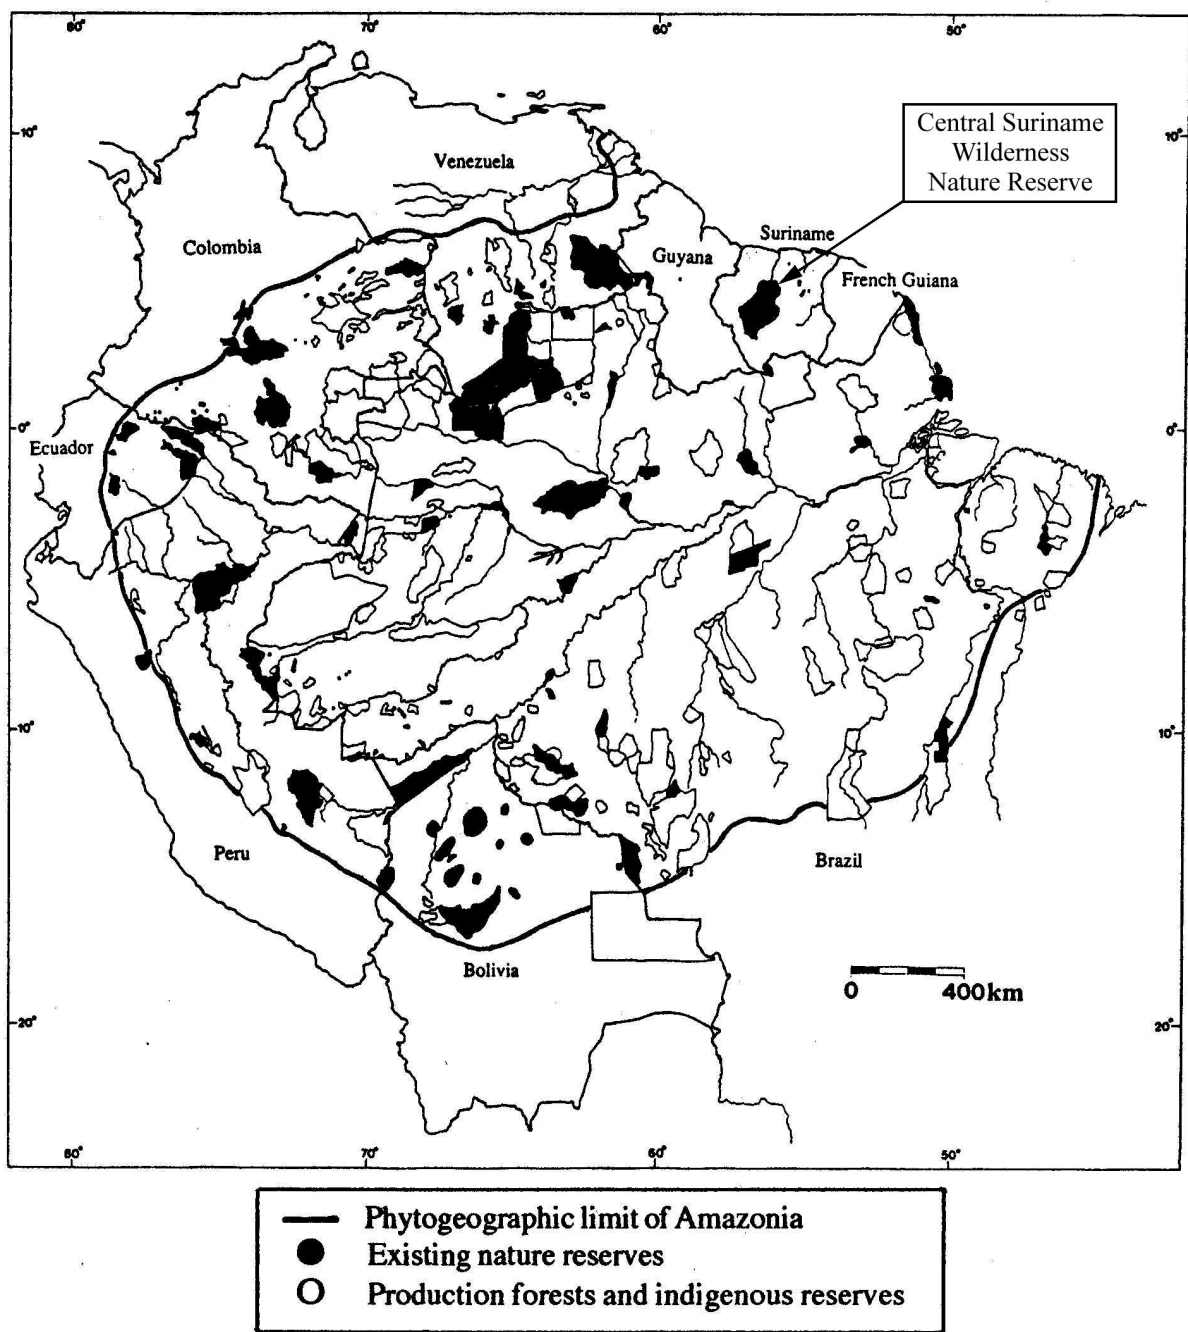 80° 70° 60° 50°
10° 10°
Central Suriname
Wilderness
Nature Reserve
Venezuela
Colombia
Suriname
Guyana
French Guiana
0° 0°
Ecuador
10° 10°
Peru
Brazil
Bolivia
0 400km
20° 20°
80° 70° 60° 50°
Phytogeographic limit of Amazonia
Existing nature reserves
Production forests and indigenous reserves